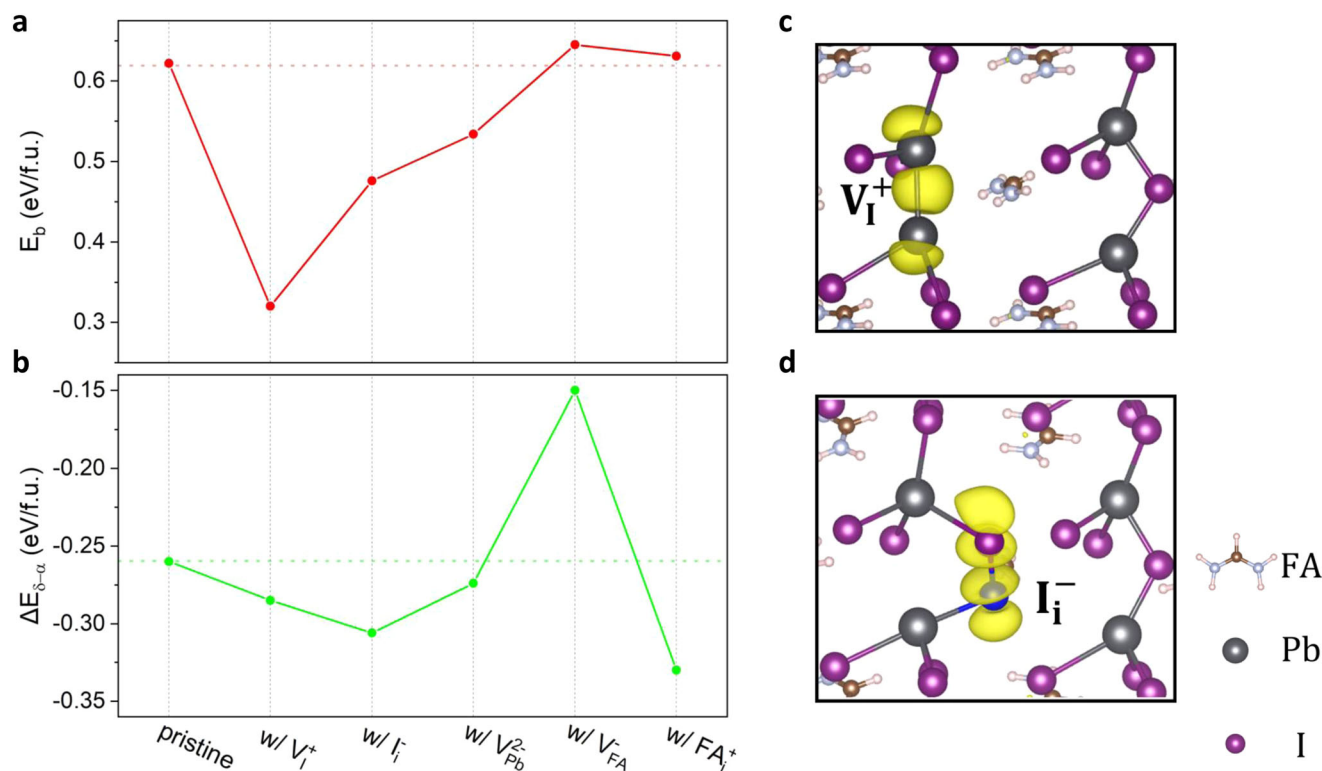 a
E_b (eV/f.u.)
0.6
0.5
0.4
0.3
b
ΔE_δ−α (eV/f.u.)
-0.15
-0.20
-0.25
-0.30
-0.35
pristine
w/ V_I^+
w/ I_i^-
w/ V_Pb^2-
w/ V_FA^-
w/ FA_i^+
c
V_I^+
d
I_i^−
FA
Pb
I